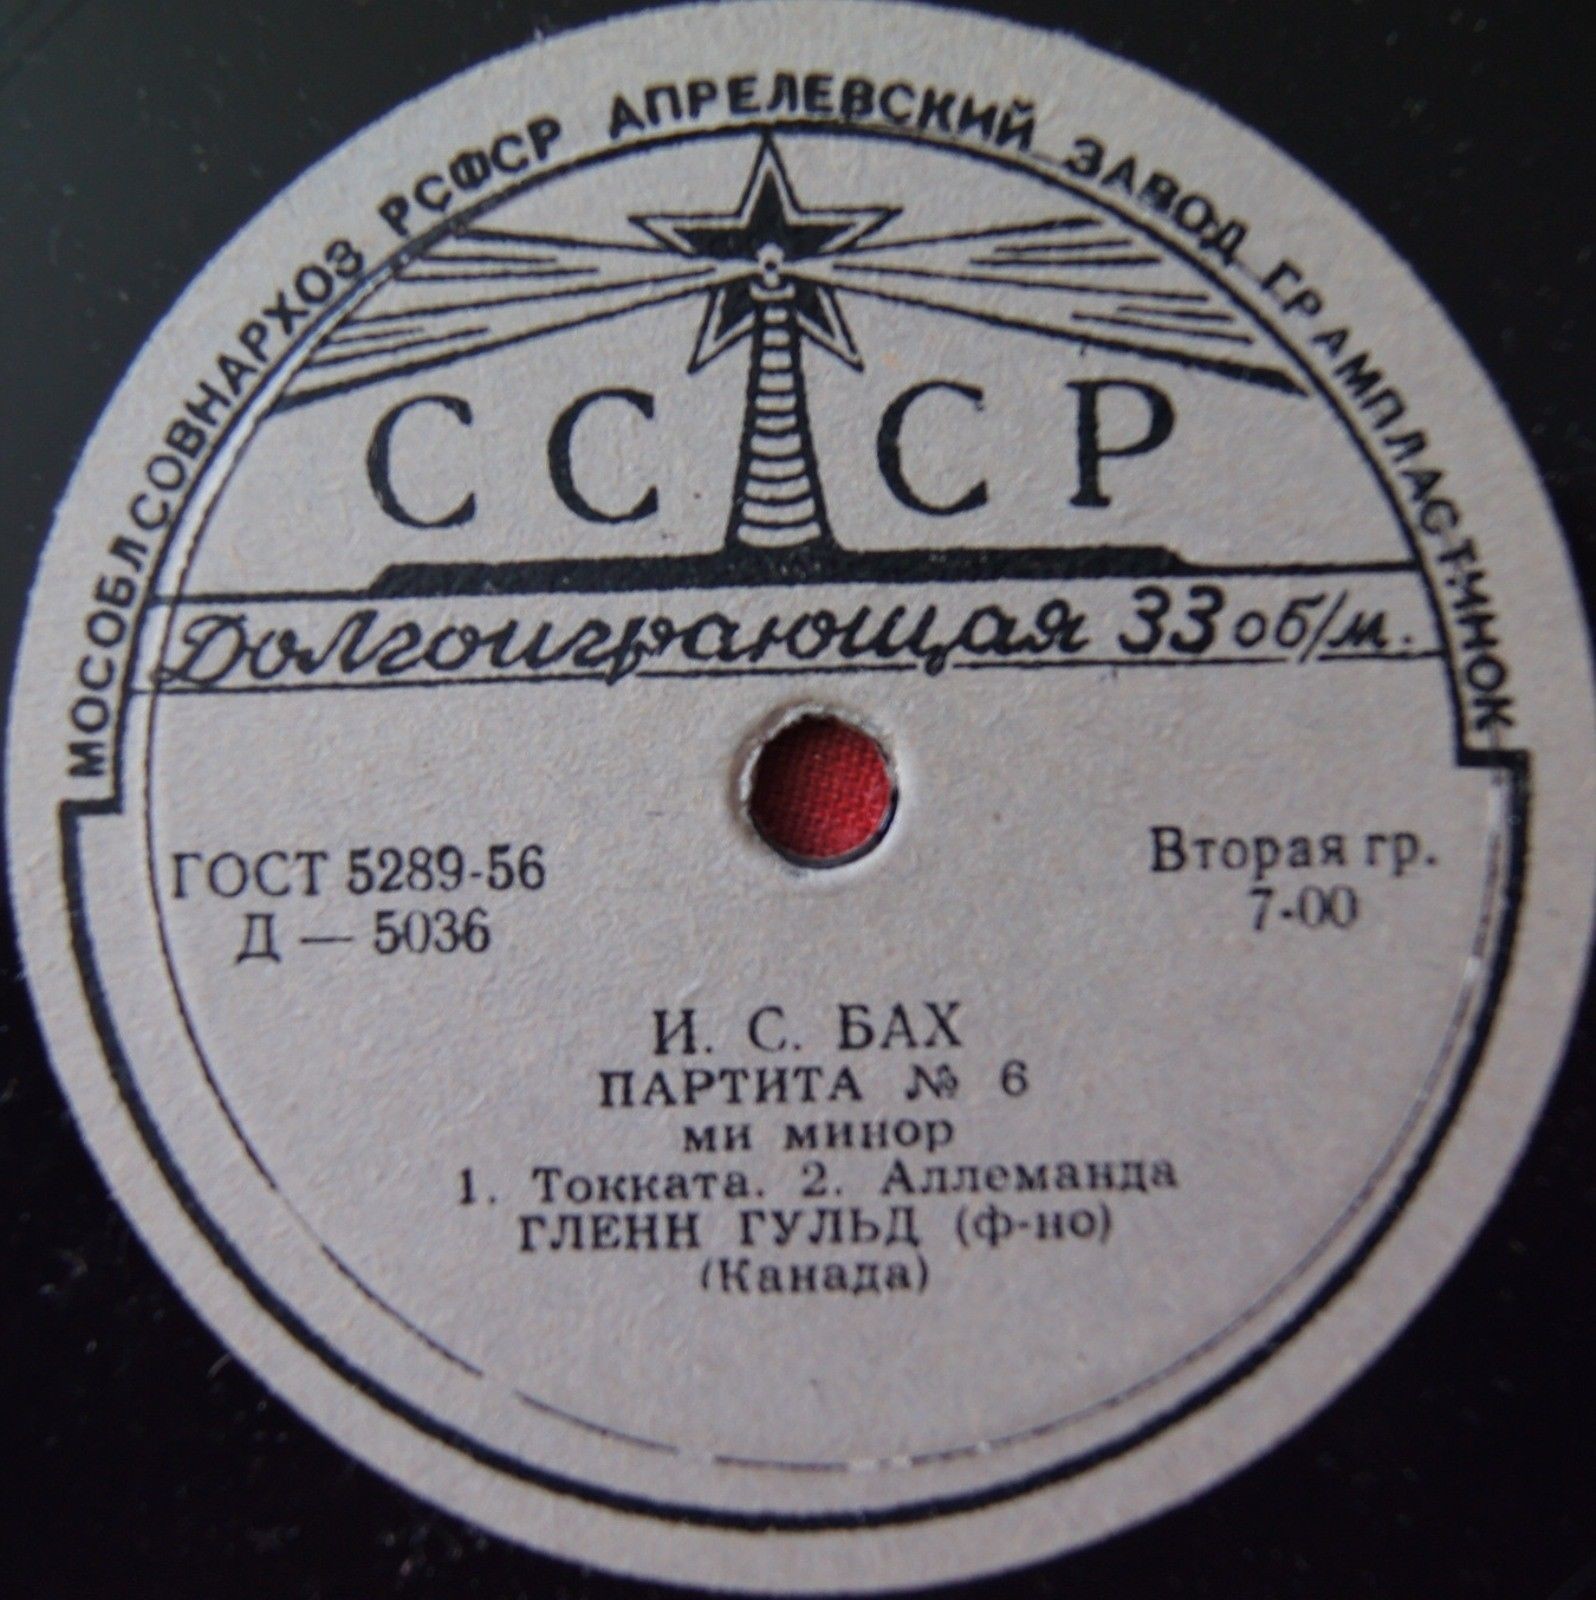 МОСОБЛСОВНАРХОЗ РСФСР АПРЕЛЕВСКИЙ ЗАВОД ГРАМПЛАСТИНОК
СССР
Долгоиграющая 33 об/м.
ГОСТ 5289-56
Д — 5036
Вторая гр.
7-00
И. С. БАХ
ПАРТИТА № 6
ми минор
1. Токката. 2. Аллеманда
ГЛЕНН ГУЛЬД (ф-но)
(Канада)